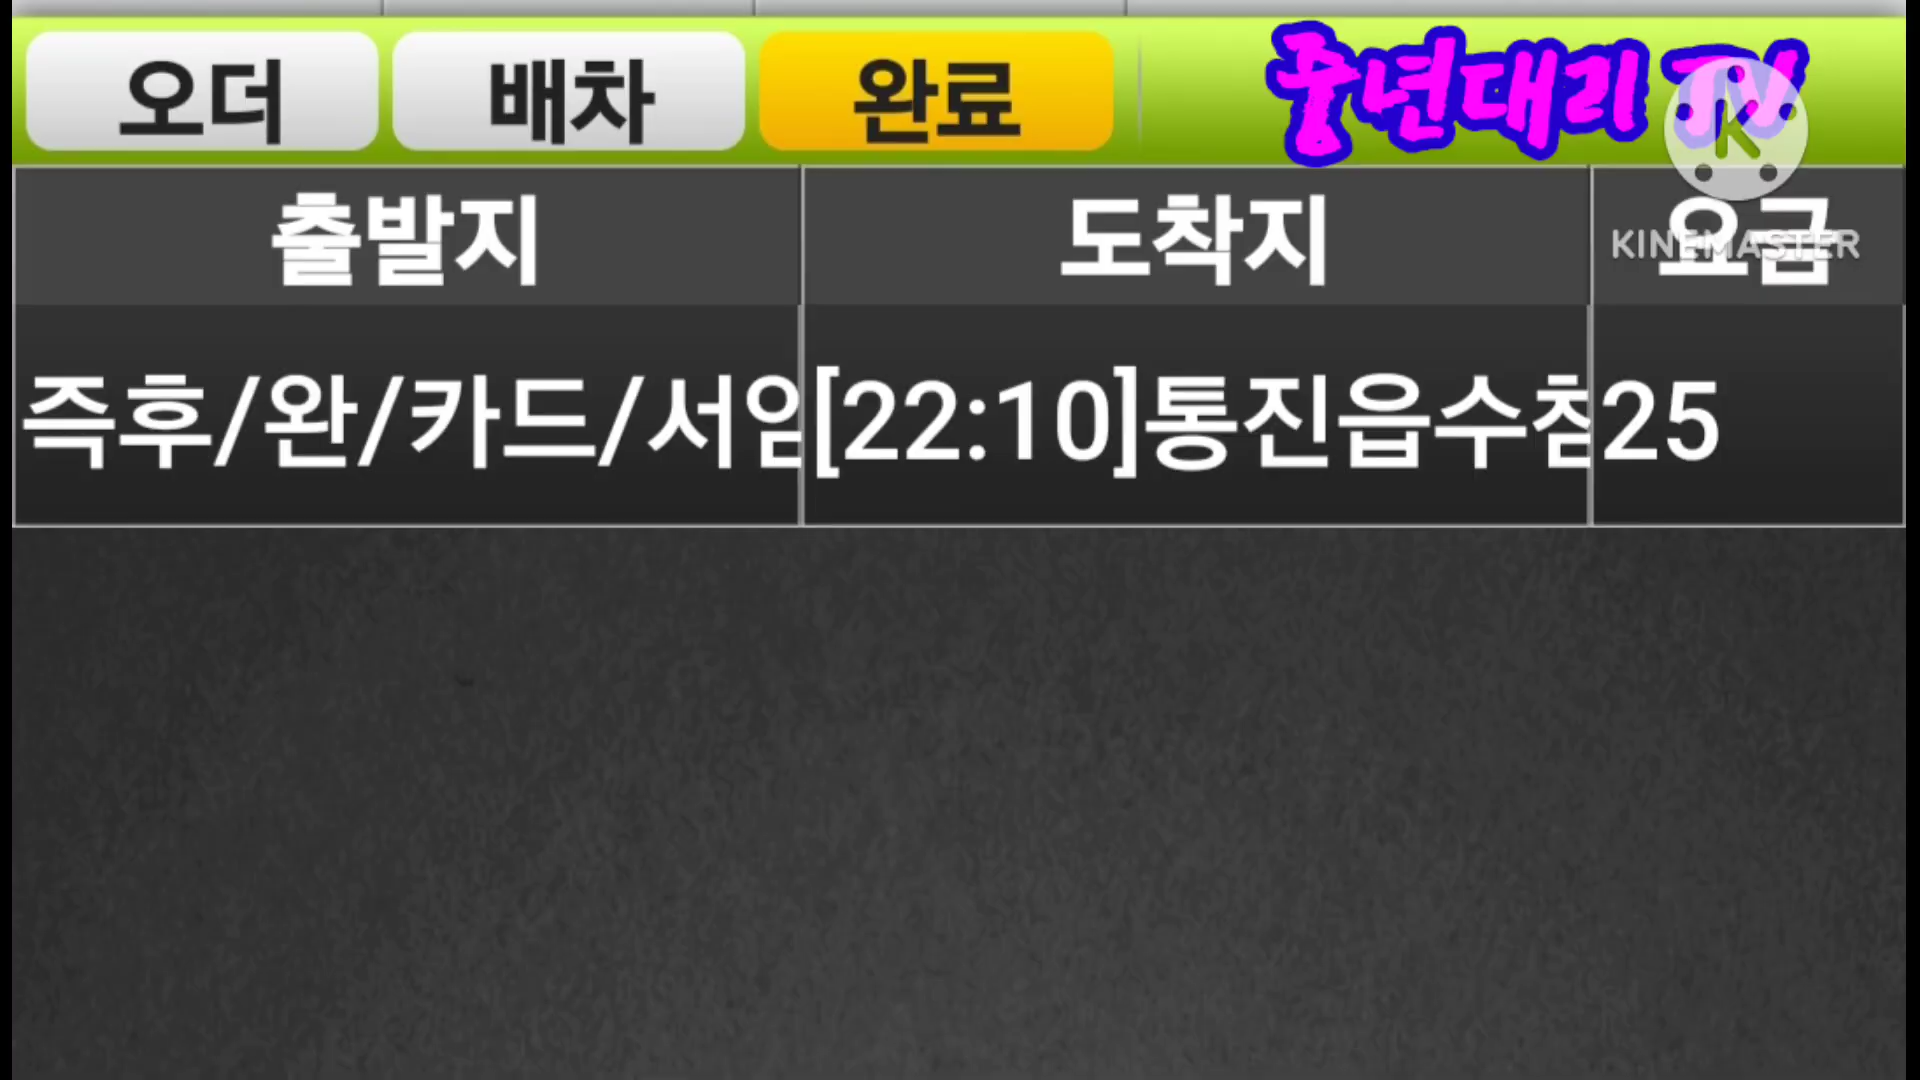 오더 배차 완료 중년대리 TV
출발지 도착지 요금
KINEMASTER
즉후/완/카드/서 [22:10]통진읍수참 25